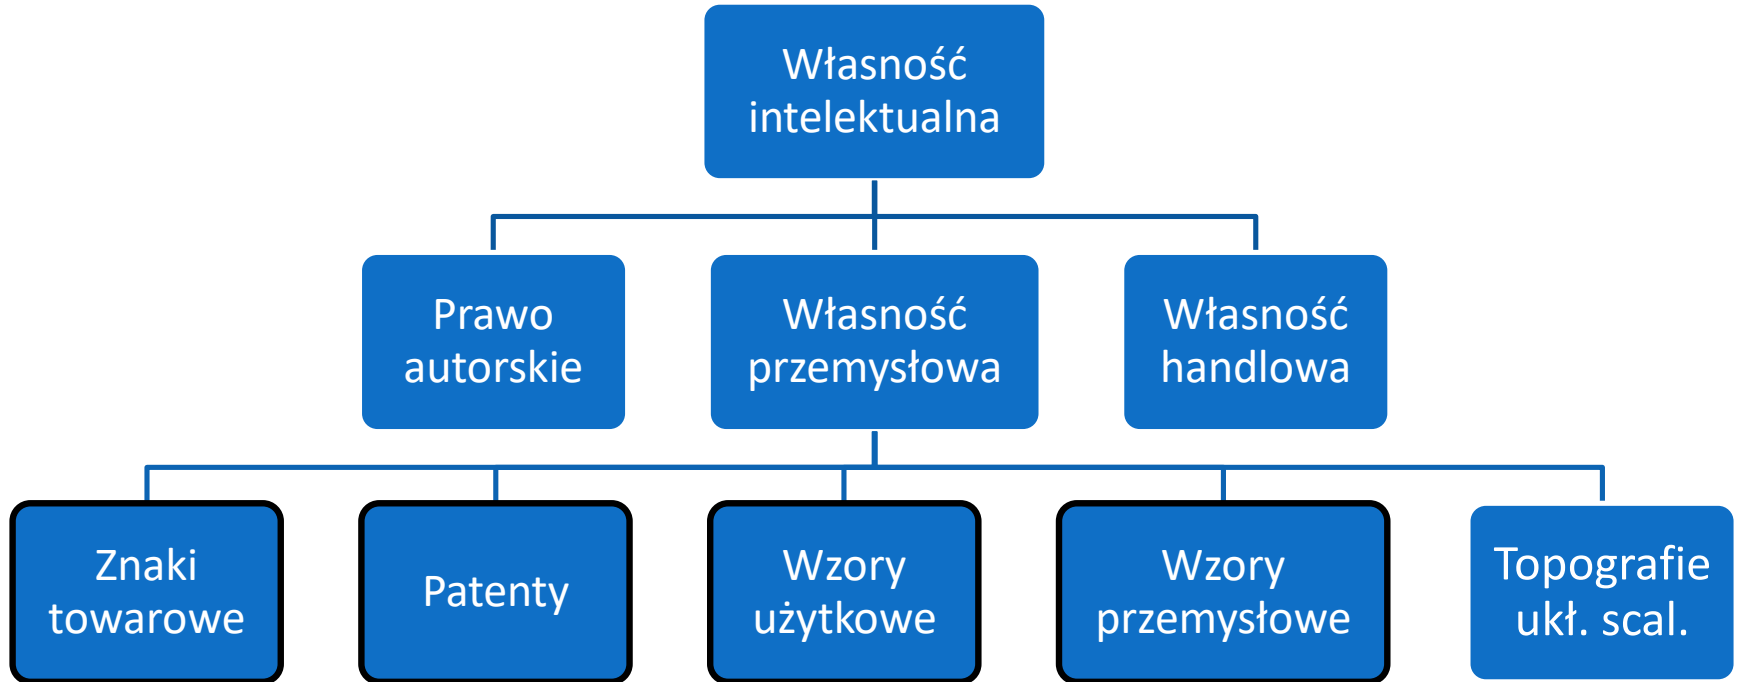 Własność
intelektualna
Prawo
autorskie
Własność
przemysłowa
Własność
handlowa
Znaki
towarowe
Patenty
Wzory
użytkowe
Wzory
przemysłowe
Topografie
ukł. scal.